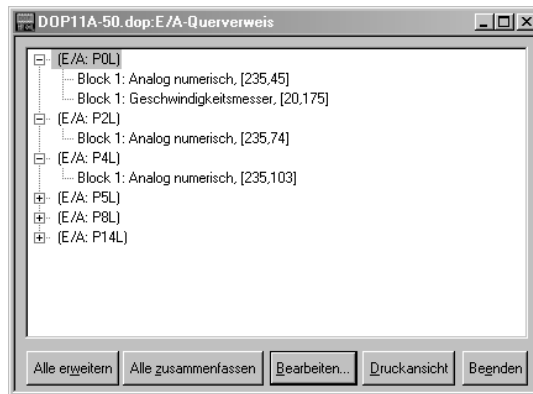 DOP11A-50.dop:E/A-Querverweis
(E/A: P0L)
Block 1: Analog numerisch, [235,45]
Block 1: Geschwindigkeitsmesser, [20,175]
(E/A: P2L)
Block 1: Analog numerisch, [235,74]
(E/A: P4L)
Block 1: Analog numerisch, [235,103]
(E/A: P5L)
(E/A: P8L)
(E/A: P14L)
Alle erweitern Alle zusammenfassen Bearbeiten... Druckansicht Beenden